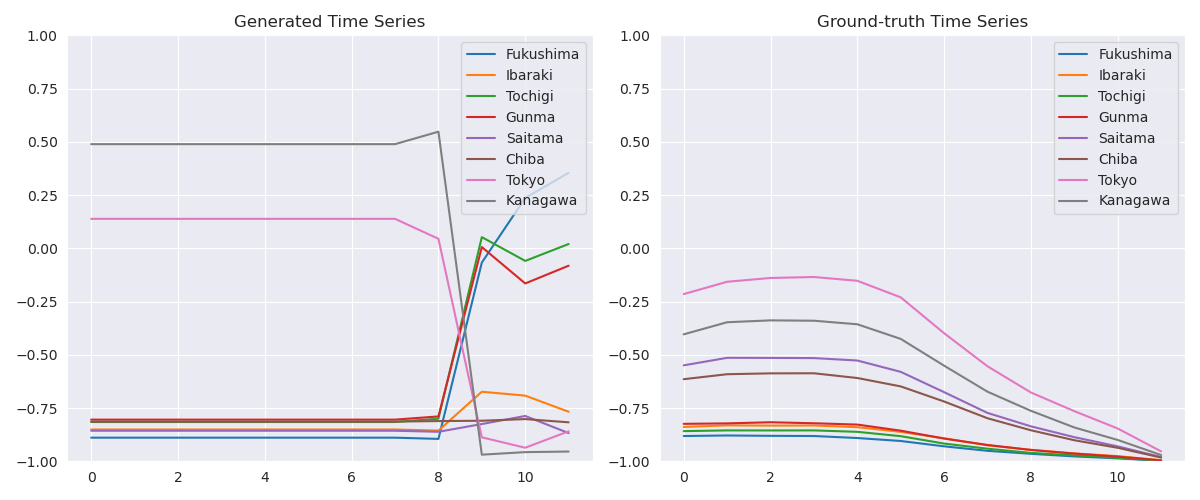 Generated Time Series
1.00
0.75
0.50
0.25
0.00
−0.25
−0.50
−0.75
−1.00
0 2 4 6 8 10
Fukushima
Ibaraki
Tochigi
Gunma
Saitama
Chiba
Tokyo
Kanagawa
Ground-truth Time Series
1.00
0.75
0.50
0.25
0.00
−0.25
−0.50
−0.75
−1.00
0 2 4 6 8 10
Fukushima
Ibaraki
Tochigi
Gunma
Saitama
Chiba
Tokyo
Kanagawa